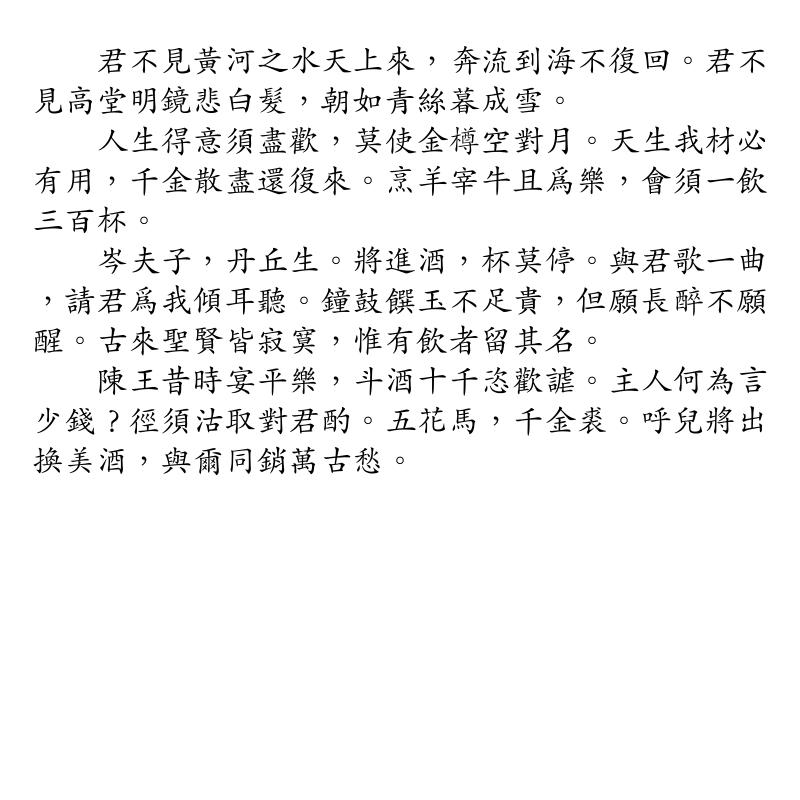 君不見黃河之水天上來，奔流到海不復回。君不
見高堂明鏡悲白髮，朝如青絲暮成雪。
人生得意須盡歡，莫使金樽空對月。天生我材必
有用，千金散盡還復來。烹羊宰牛且爲樂，會須一飲
三百杯。
岑夫子，丹丘生。將進酒，杯莫停。與君歌一曲
，請君爲我傾耳聽。鐘鼓饌玉不足貴，但願長醉不願
醒。古來聖賢皆寂寞，惟有飲者留其名。
陳王昔時宴平樂，斗酒十千恣歡謔。主人何為言
少錢？徑須沽取對君酌。五花馬，千金裘。呼兒將出
換美酒，與爾同銷萬古愁。